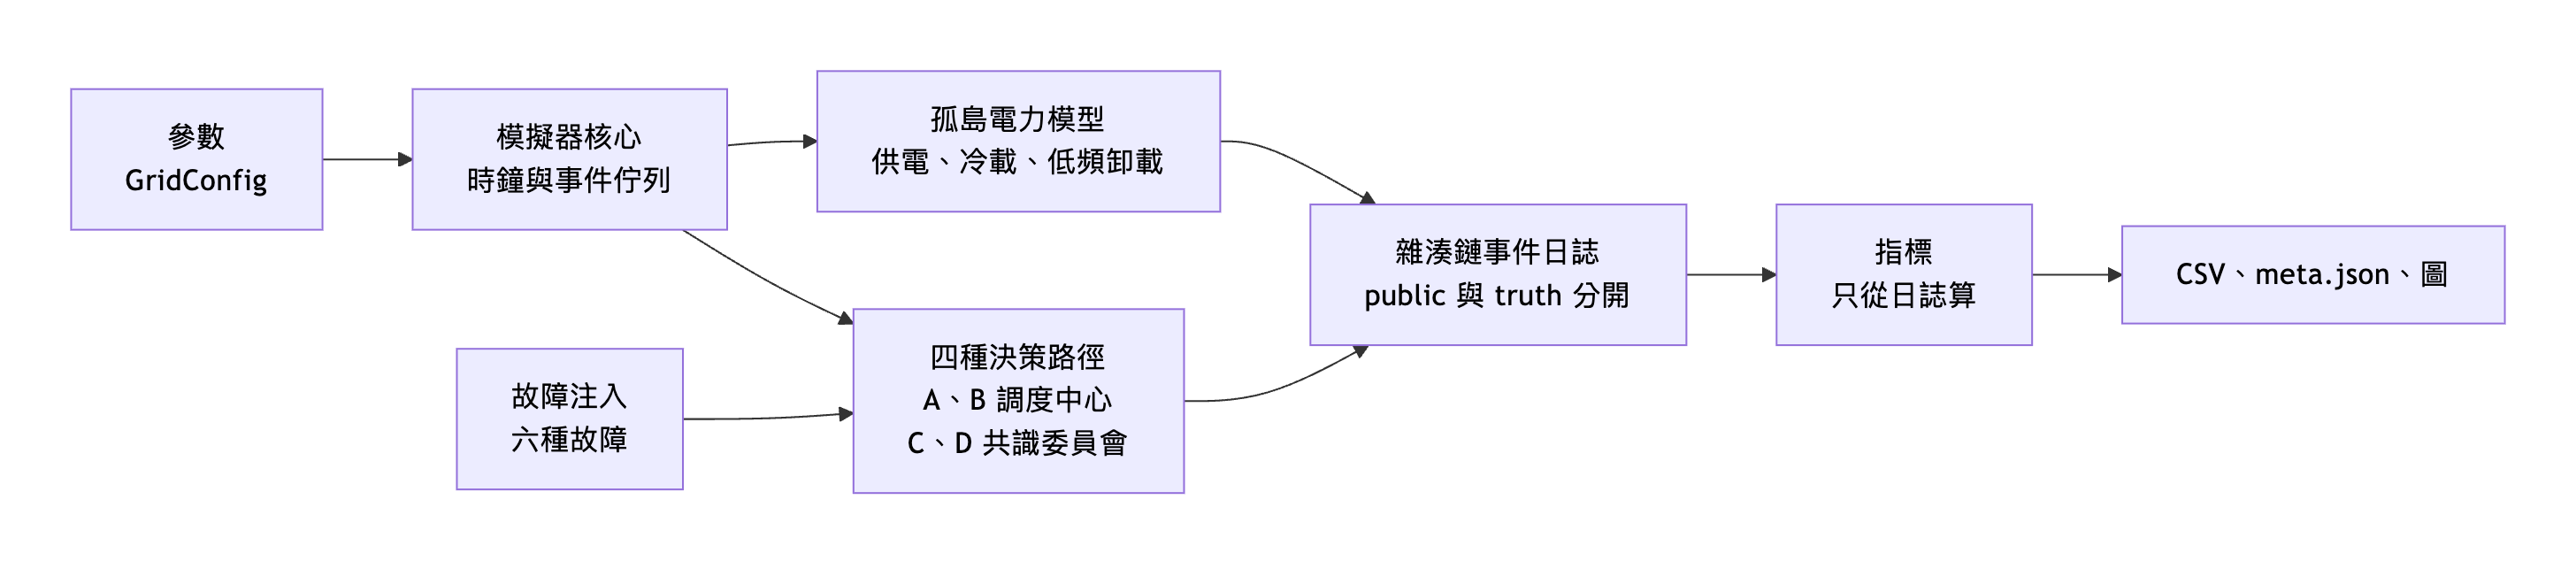 參數
GridConfig
模擬器核心
時鐘與事件佇列
孤島電力模型
供電、冷載、低頻卸載
故障注入
六種故障
四種決策路徑
A、B 調度中心
C、D 共識委員會
雜湊鏈事件日誌
public 與 truth 分開
指標
只從日誌算
CSV、meta.json、圖